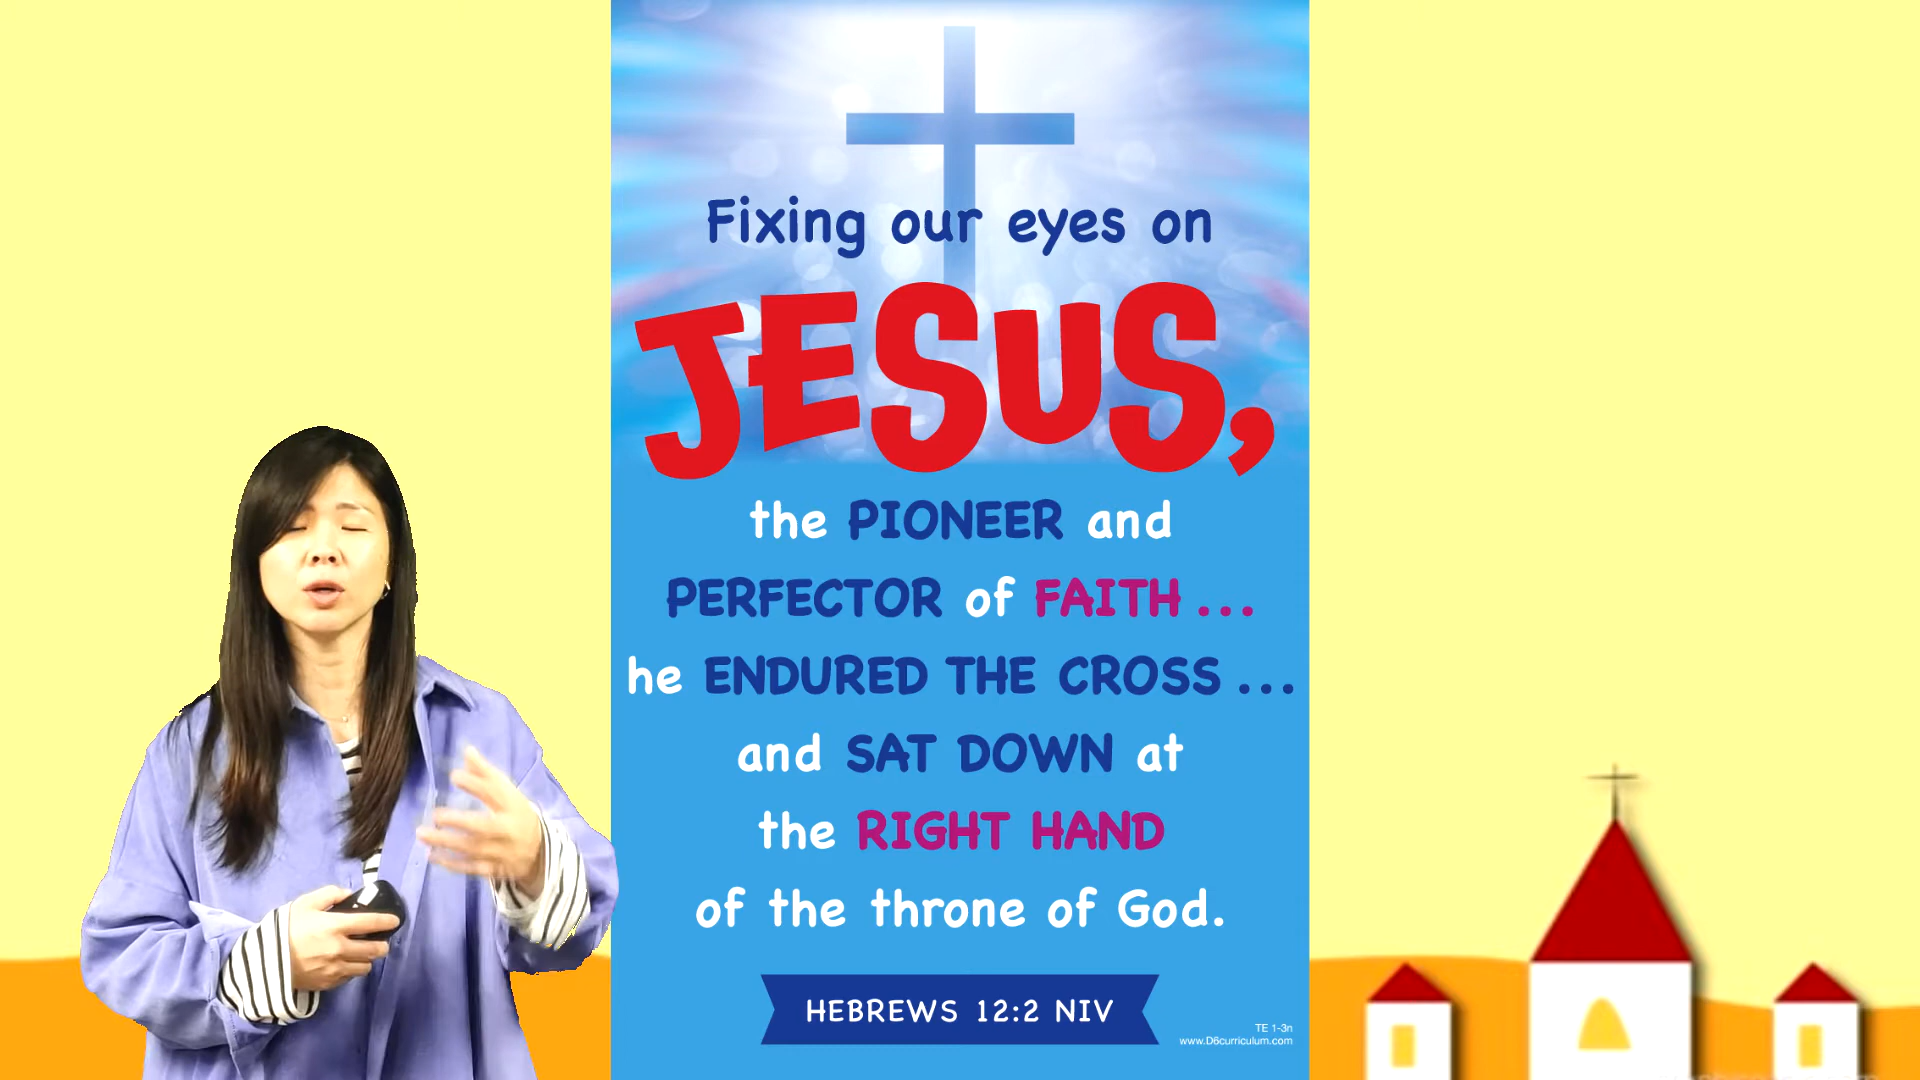 Fixing our eyes on
JESUS,
the PIONEER and
PERFECTOR of FAITH...
he ENDURED THE CROSS...
and SAT DOWN at
the RIGHT HAND
of the throne of God.
HEBREWS 12:2 NIV
TE 1-3n
www.D6curriculum.com